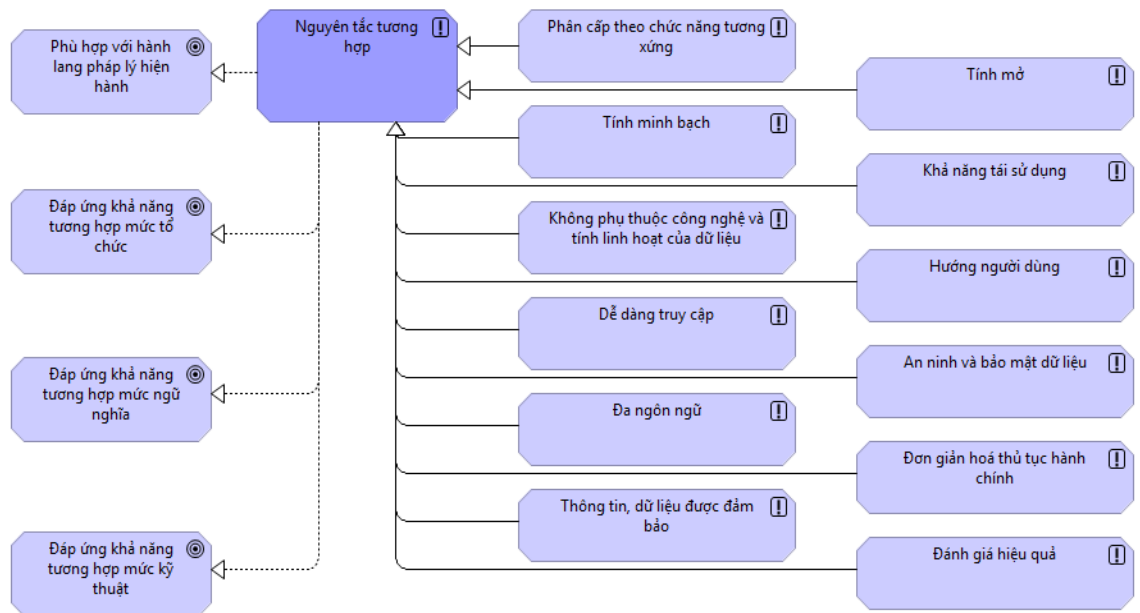 Phù hợp với hành
lang pháp lý hiện
hành
Nguyên tắc tương
hợp
Phân cấp theo chức năng tương
xứng
Tính mở
Tính minh bạch
Khả năng tái sử dụng
Đáp ứng khả năng
tương hợp mức tổ
chức
Không phụ thuộc công nghệ và
tính linh hoạt của dữ liệu
Hướng người dùng
Dễ dàng truy cập
An ninh và bảo mật dữ liệu
Đáp ứng khả năng
tương hợp mức ngữ
nghĩa
Đa ngôn ngữ
Đơn giản hoá thủ tục hành
chính
Thông tin, dữ liệu được đảm
bảo
Đáp ứng khả năng
tương hợp mức kỹ
thuật
Đánh giá hiệu quả